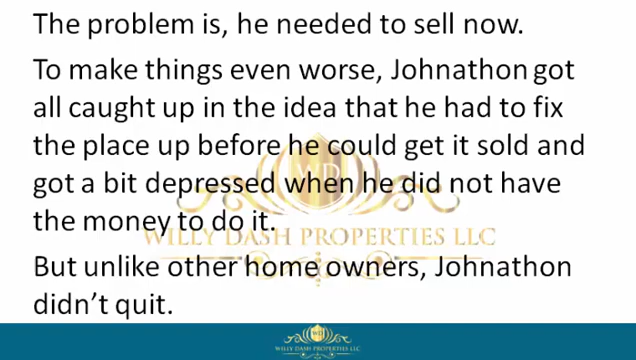 The problem is, he needed to sell now.
To make things even worse, Johnathon got
all caught up in the idea that he had to fix
the place up before he could get it sold and
got a bit depressed when he did not have
the money to do it.
WILLY DASH PROPERTIES LLC
But unlike other home owners, Johnathon
didn’t quit.
WILLY DASH PROPERTIES LLC